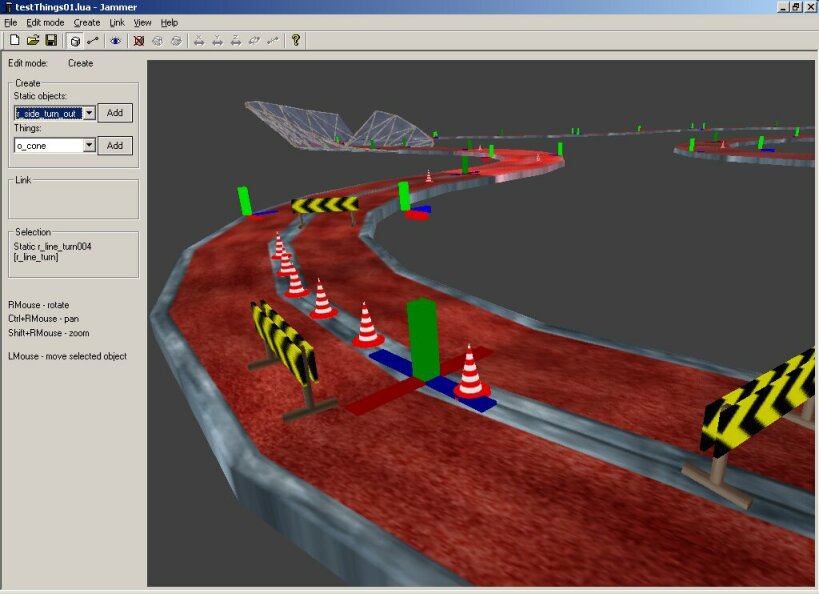 testThings01.lua - Jammer
File Edit mode Create Link View Help
Edit mode: Create
Create
Static objects:
r_side_turn_out Add
Things:
o_cone Add
Link
Selection
Static r_line_turn004
[r_line_turn]
RMouse - rotate
Ctrl+RMouse - pan
Shift+RMouse - zoom
LMouse - move selected object